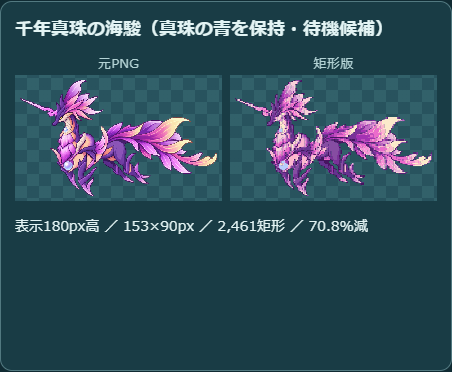 千年真珠の海駿（真珠の青を保持・待機候補）
元PNG
矩形版
表示180px高 ／ 153×90px ／ 2,461矩形 ／ 70.8%減